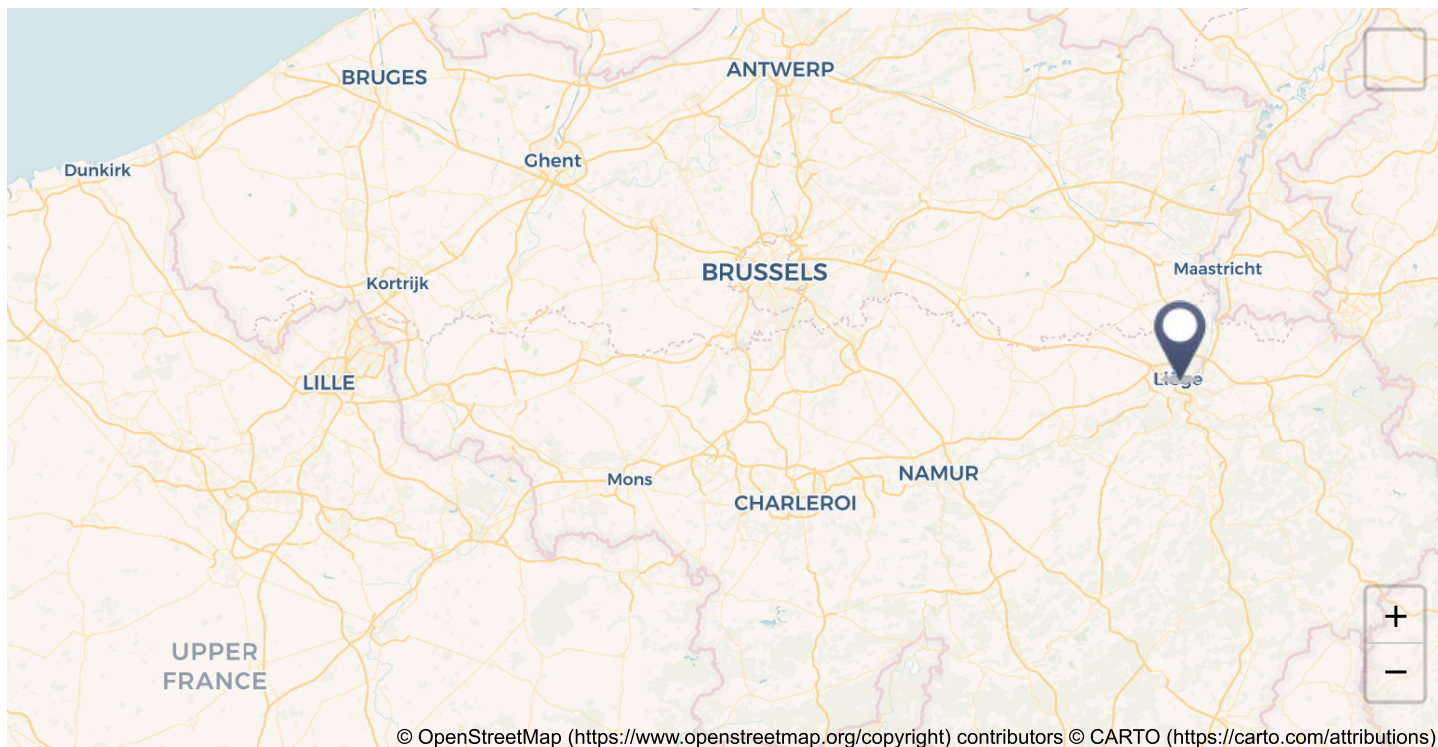 BRUGES
ANTWERP
Ghent
Dunkirk
BRUSSELS
Maastricht
Kortrijk
LILLE
Liège
NAMUR
Mons
CHARLEROI
+
UPPER
FRANCE
−
© OpenStreetMap (https://www.openstreetmap.org/copyright) contributors © CARTO (https://carto.com/attributions)